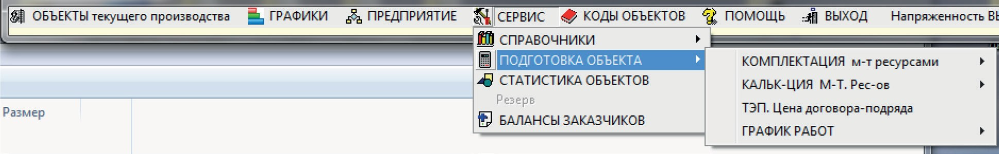 ОБЪЕКТЫ текущего производства ГРАФИКИ ПРЕДПРИЯТИЕ СЕРВИС КОДЫ ОБЪЕКТОВ ПОМОЩЬ ВЫХОД Напряженность
СПРАВОЧНИКИ
ПОДГОТОВКА ОБЪЕКТА
СТАТИСТИКА ОБЪЕКТОВ
Резерв
БАЛАНСЫ ЗАКАЗЧИКОВ
КОМПЛЕКТАЦИЯ м-т ресурсами
КАЛЬК-ЦИЯ М-Т. Рес-ов
ТЭП. Цена договора-подряда
ГРАФИК РАБОТ
Размер